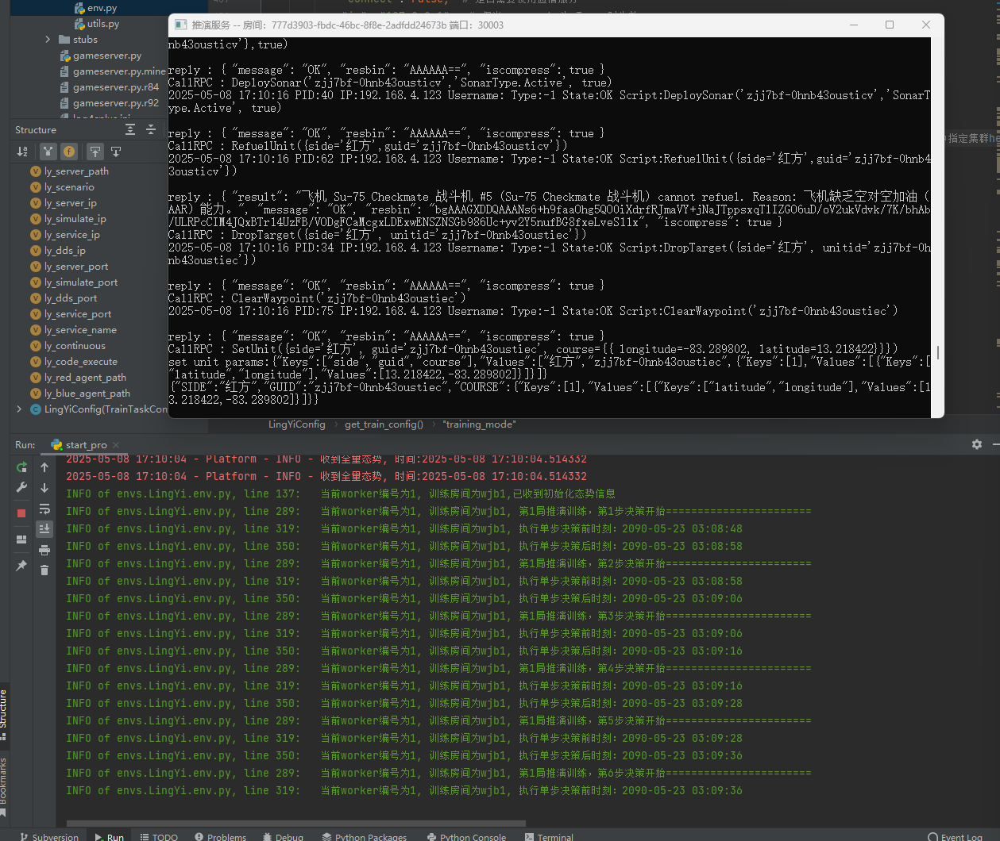 env.py
utils.py
stubs
gameserver.py
gameserver.py.mine
gameserver.py.r84
gameserver.py.r92
Structure
ly_server_path
ly_scenario
ly_server_ip
ly_simulate_ip
ly_service_ip
ly_dds_ip
ly_server_port
ly_simulate_port
ly_dds_port
ly_service_port
ly_service_name
ly_continuous
ly_code_execute
ly_red_agent_path
ly_blue_agent_path
LingYiConfig(TrainTaskCon
推演服务 -- 房间: 777d3903-fbdc-46bc-8f8e-2adfdd24673b 端口: 30003
nb43ousticv'},true)
reply : { "message": "OK", "resbin": "AAAAAA==", "iscompress": true }
CallRPC : DeploySonar('zjj7bf-0hnb43ousticv','SonarType.Active', true)
2025-05-08 17:10:16 PID:40 IP:192.168.4.123 Username: Type:-1 State:OK Script:DeploySonar('zjj7bf-0hnb43ousticv','SonarT
ype.Active', true)
reply : { "message": "OK", "resbin": "AAAAAA==", "iscompress": true }
CallRPC : RefuelUnit({side='红方',guid='zjj7bf-0hnb43ousticv'})
2025-05-08 17:10:16 PID:62 IP:192.168.4.123 Username: Type:-1 State:OK Script:RefuelUnit({side='红方',guid='zjj7bf-0hnb4
3ousticv'})
reply : { "result": "飞机 Su-75 Checkmate 战斗机 #5 (Su-75 Checkmate 战斗机) cannot refuel. Reason: 飞机缺乏空对空加油 (
AAR) 能力。", "message": "OK", "resbin":
"iscompress": true }
CallRPC : DropTarget({side='红方', unitid='zjj7bf-0hnb43oustiec'})
2025-05-08 17:10:16 PID:34 IP:192.168.4.123 Username: Type:-1 State:OK Script:DropTarget({side='红方', unitid='zjj7bf-0h
nb43oustiec'})
reply : { "message": "OK", "resbin": "AAAAAA==", "iscompress": true }
CallRPC : ClearWaypoint('zjj7bf-0hnb43oustiec')
2025-05-08 17:10:16 PID:75 IP:192.168.4.123 Username: Type:-1 State:OK Script:ClearWaypoint('zjj7bf-0hnb43oustiec')
reply : { "message": "OK", "resbin": "AAAAAA==", "iscompress": true }
CallRPC : SetUnit({side='红方', guid='zjj7bf-0hnb43oustiec', course={{ longitude=-83.289802, latitude=13.218422}}})
set unit params:{"Keys":["side","guid","course"],"Values":["红方","zjj7bf-0hnb43oustiec",{"Keys":[1],"Values":[{"Keys":[
"latitude","longitude"],"Values":[13.218422,-83.289802]}]}]}
{"SIDE":"红方","GUID":"zjj7bf-0hnb43oustiec","COURSE":{"Keys":[1],"Values":[{"Keys":["latitude","longitude"],"Values":[1
3.218422,-83.289802]}]}}
指定集群he
LingYiConfig › get_train_config() › "training_mode"
Run: start_pro
2025-05-08 17:10:04 - Platform - INFO - 收到全量态势, 时间:2025-05-08 17:10:04.514332
2025-05-08 17:10:04 - Platform - INFO - 收到全量态势, 时间:2025-05-08 17:10:04.514332
INFO of envs.LingYi.env.py, line 137: 当前worker编号为1, 训练房间为wjb1,已收到初始化态势信息
INFO of envs.LingYi.env.py, line 289: 当前worker编号为1, 训练房间为wjb1, 第1局推演训练，第1步决策开始=======================
INFO of envs.LingYi.env.py, line 319: 当前worker编号为1, 训练房间为wjb1, 执行单步决策前时刻：2090-05-23 03:08:48
INFO of envs.LingYi.env.py, line 350: 当前worker编号为1, 训练房间为wjb1, 执行单步决策后时刻：2090-05-23 03:08:58
INFO of envs.LingYi.env.py, line 289: 当前worker编号为1, 训练房间为wjb1, 第1局推演训练，第2步决策开始=======================
INFO of envs.LingYi.env.py, line 319: 当前worker编号为1, 训练房间为wjb1, 执行单步决策前时刻：2090-05-23 03:08:58
INFO of envs.LingYi.env.py, line 350: 当前worker编号为1, 训练房间为wjb1, 执行单步决策后时刻：2090-05-23 03:09:06
INFO of envs.LingYi.env.py, line 289: 当前worker编号为1, 训练房间为wjb1, 第1局推演训练，第3步决策开始=======================
INFO of envs.LingYi.env.py, line 319: 当前worker编号为1, 训练房间为wjb1, 执行单步决策前时刻：2090-05-23 03:09:06
INFO of envs.LingYi.env.py, line 350: 当前worker编号为1, 训练房间为wjb1, 执行单步决策后时刻：2090-05-23 03:09:16
INFO of envs.LingYi.env.py, line 289: 当前worker编号为1, 训练房间为wjb1, 第1局推演训练，第4步决策开始=======================
INFO of envs.LingYi.env.py, line 319: 当前worker编号为1, 训练房间为wjb1, 执行单步决策前时刻：2090-05-23 03:09:16
INFO of envs.LingYi.env.py, line 350: 当前worker编号为1, 训练房间为wjb1, 执行单步决策后时刻：2090-05-23 03:09:28
INFO of envs.LingYi.env.py, line 289: 当前worker编号为1, 训练房间为wjb1, 第1局推演训练，第5步决策开始=======================
INFO of envs.LingYi.env.py, line 319: 当前worker编号为1, 训练房间为wjb1, 执行单步决策前时刻：2090-05-23 03:09:28
INFO of envs.LingYi.env.py, line 350: 当前worker编号为1, 训练房间为wjb1, 执行单步决策后时刻：2090-05-23 03:09:36
INFO of envs.LingYi.env.py, line 289: 当前worker编号为1, 训练房间为wjb1, 第1局推演训练，第6步决策开始=======================
INFO of envs.LingYi.env.py, line 319: 当前worker编号为1, 训练房间为wjb1, 执行单步决策前时刻：2090-05-23 03:09:36
Structure
Bookmarks
Subversion Run TODO Problems Debug Python Packages Python Console Terminal Event Log